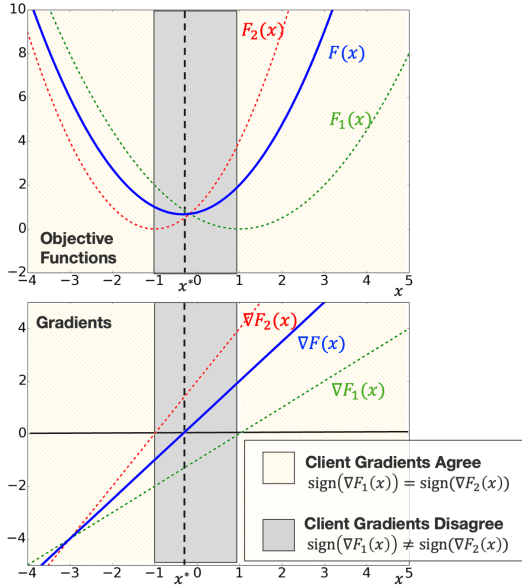 10
8
6
4
2
0
−2
F₂(x)
F(x)
F₁(x)
Objective
Functions
−4 −3 −2 −1 0 1 2 3 4 5
x* x
4
2
0
−2
−4
Gradients
∇F₂(x)
∇F(x)
∇F₁(x)
Client Gradients Agree
sign(∇F₁(x)) = sign(∇F₂(x))
Client Gradients Disagree
sign(∇F₁(x)) ≠ sign(∇F₂(x))
−4 −3 −2 −1 0 1 2 3 4 5
x* x